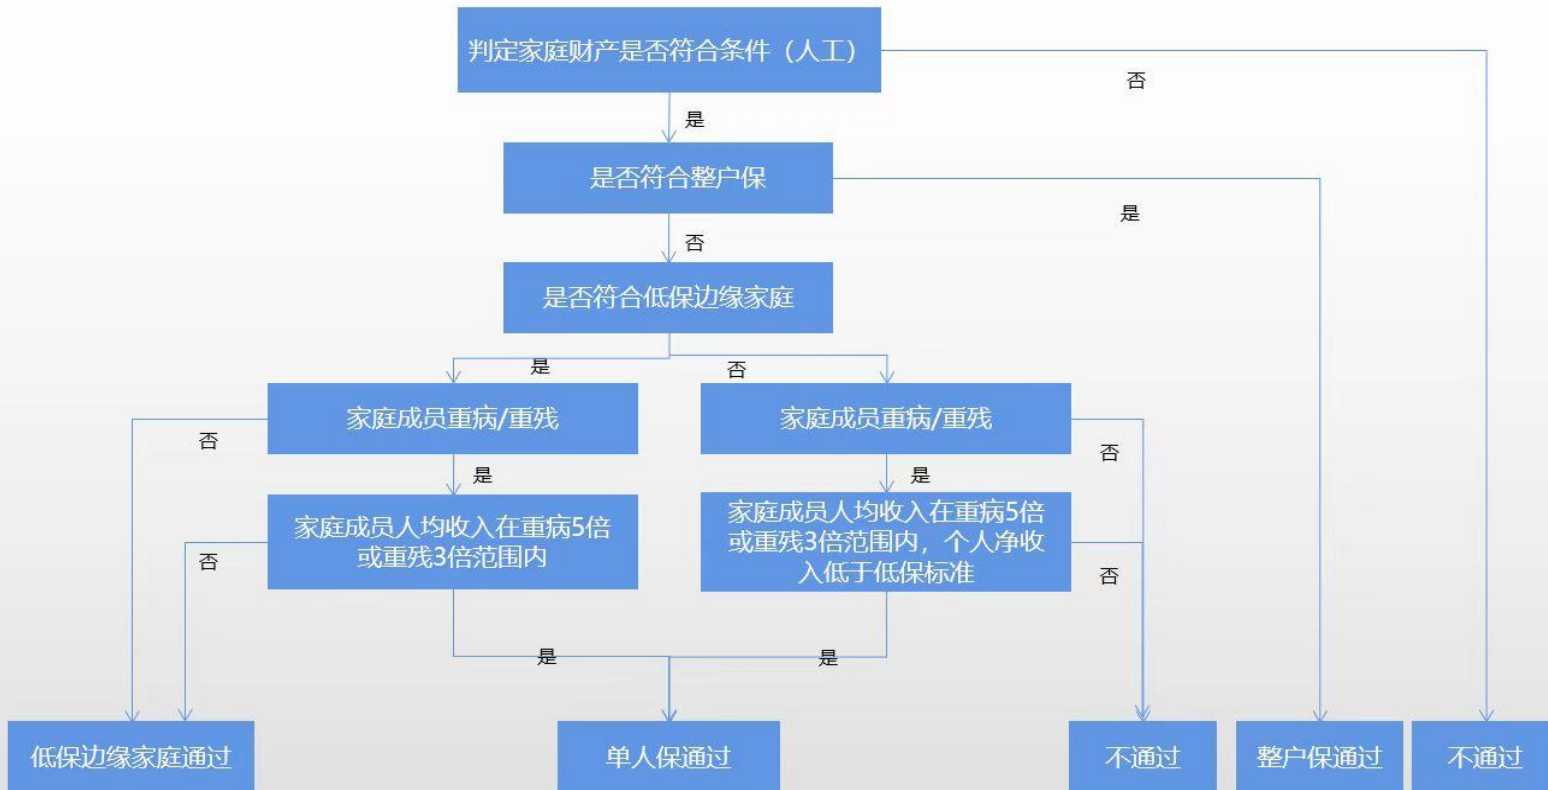 判定家庭财产是否符合条件（人工）
否
是
是否符合整户保
是
否
是否符合低保边缘家庭
是
否
家庭成员重病/重残
家庭成员重病/重残
否
是
是
否
家庭成员人均收入在重病5倍
或重残3倍范围内
家庭成员人均收入在重病5倍
或重残3倍范围内，个人净收
入低于低保标准
否
否
是
是
低保边缘家庭通过
单人保通过
不通过
整户保通过
不通过